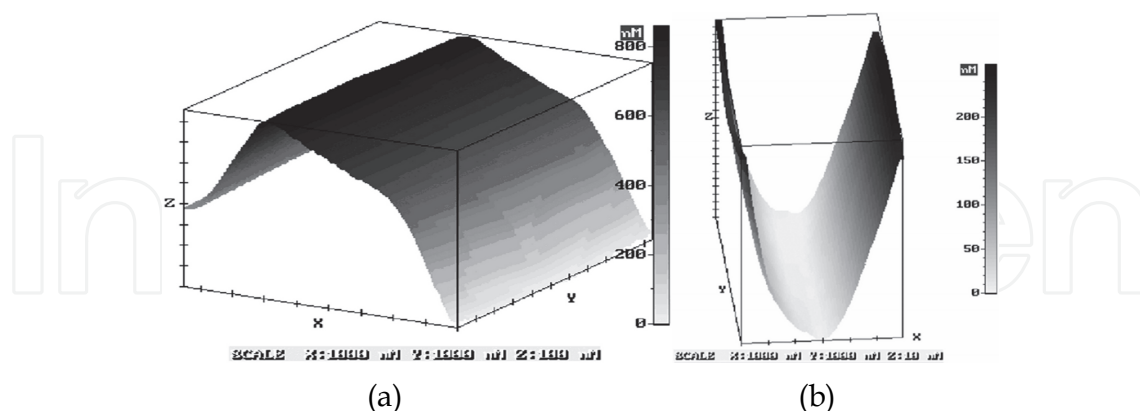 nM
800
600
400
200
0
Z
X
Y
SCALE X:1000 nM Y:1000 nM Z:100 nM
(a)
nM
200
150
100
50
0
Z
Y
X
SCALE X:1000 nM Y:1000 nM Z:10 nM
(b)